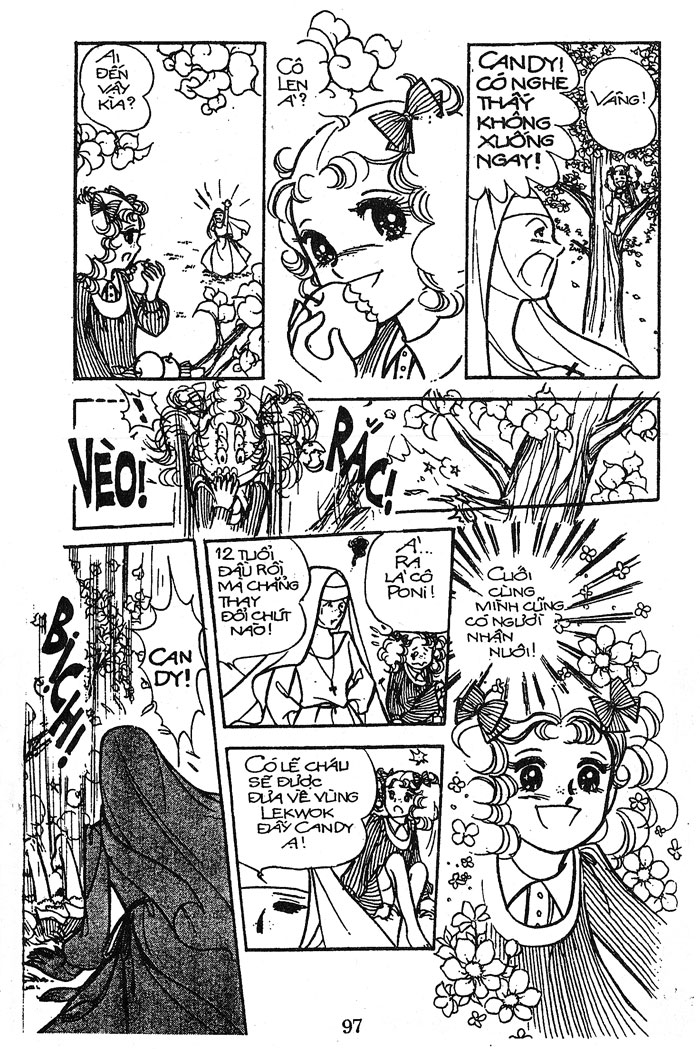 AI
ĐẾN
VẬY
KÌA?
CÔ
LEN
À?
CANDY!
CÓ NGHE
THẤY
KHÔNG
XUỐNG
NGAY!
VÂNG!
VÈO!
RẮC!
BỊCH!
CAN
DY!
12 TUỔI
ĐẦU RỒI
MÀ CHẲNG
THAY
ĐỔI CHÚT
NÀO!
A...
RA
LÀ CÔ
PONI!
CUỐI
CÙNG
MÌNH CŨNG
CÓ NGƯỜI
NHẬN
NUÔI!
CÓ LẼ CHÁU
SẼ ĐƯỢC
ĐƯA VỀ VÙNG
LEKWOK
ĐẤY CANDY
Ạ!
97